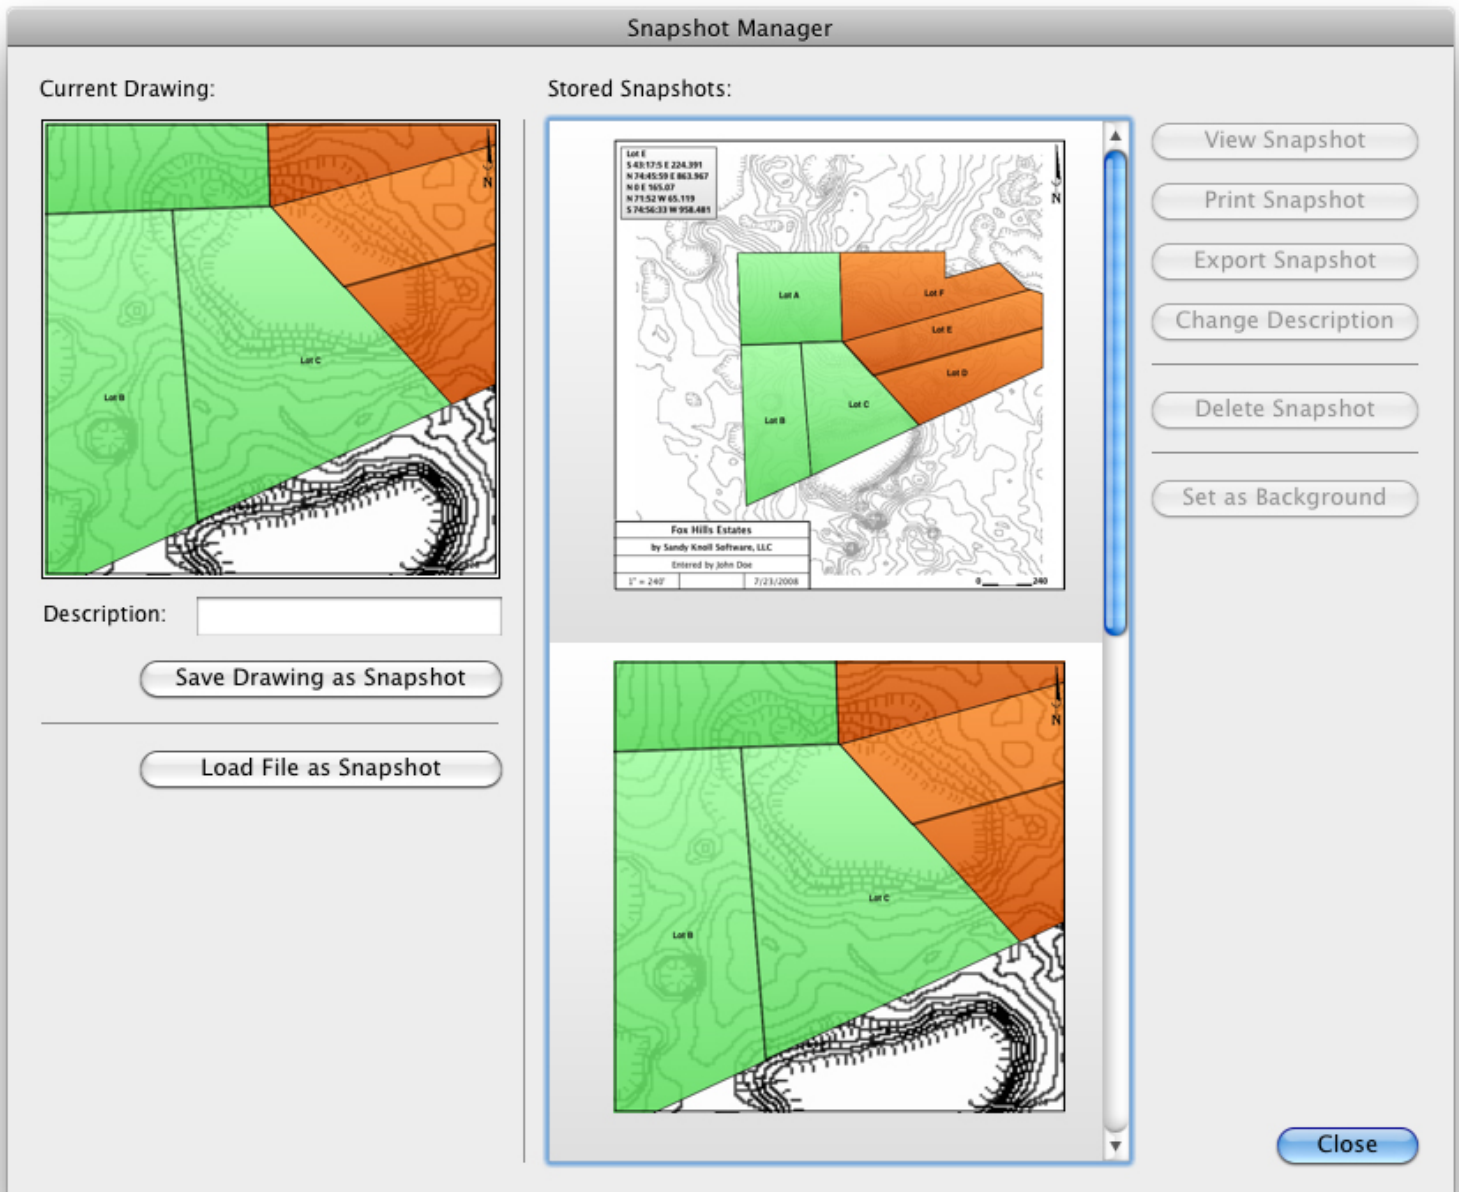 Snapshot Manager
Current Drawing:
N
Lot C
Lot B
Description:
Save Drawing as Snapshot
Load File as Snapshot
Stored Snapshots:
Lot E
S 43:17:5 E 224.391
N 74:45:59 E 863.967
N 0 E 165.07
N 71:52 W 65.119
S 74:56:33 W 958.481
N
Lot A
Lot F
Lot E
Lot D
Lot C
Lot B
Fox Hills Estates
by Sandy Knoll Software, LLC
Entered by John Doe
1" = 240'
7/23/2008
0 240
N
Lot C
Lot B
View Snapshot
Print Snapshot
Export Snapshot
Change Description
Delete Snapshot
Set as Background
Close